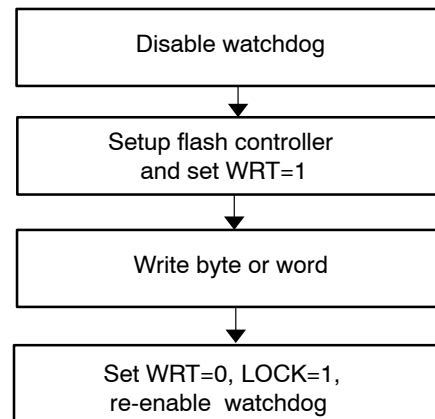 Disable watchdog
Setup flash controller
and set WRT=1
Write byte or word
Set WRT=0, LOCK=1,
re-enable watchdog